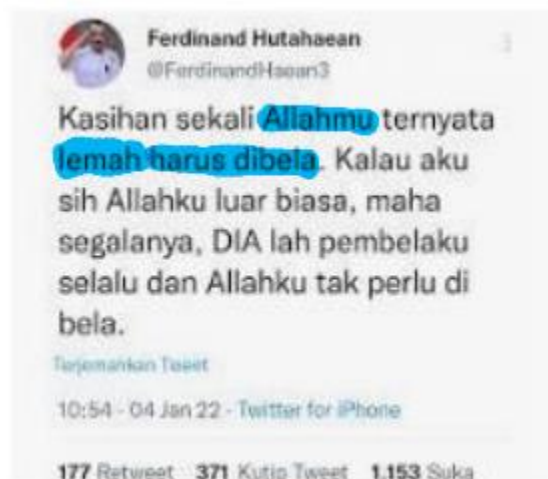 Ferdinand Hutahaean
@FerdinandHaean3
Kasihan sekali Allahmu ternyata
lemah harus dibela. Kalau aku
sih Allahku luar biasa, maha
segalanya, DIA lah pembelaku
selalu dan Allahku tak perlu di
bela.
Terjemahkan Tweet
10:54 - 04 Jan 22 - Twitter for iPhone
177 Retweet 371 Kutip Tweet 1.153 Suka